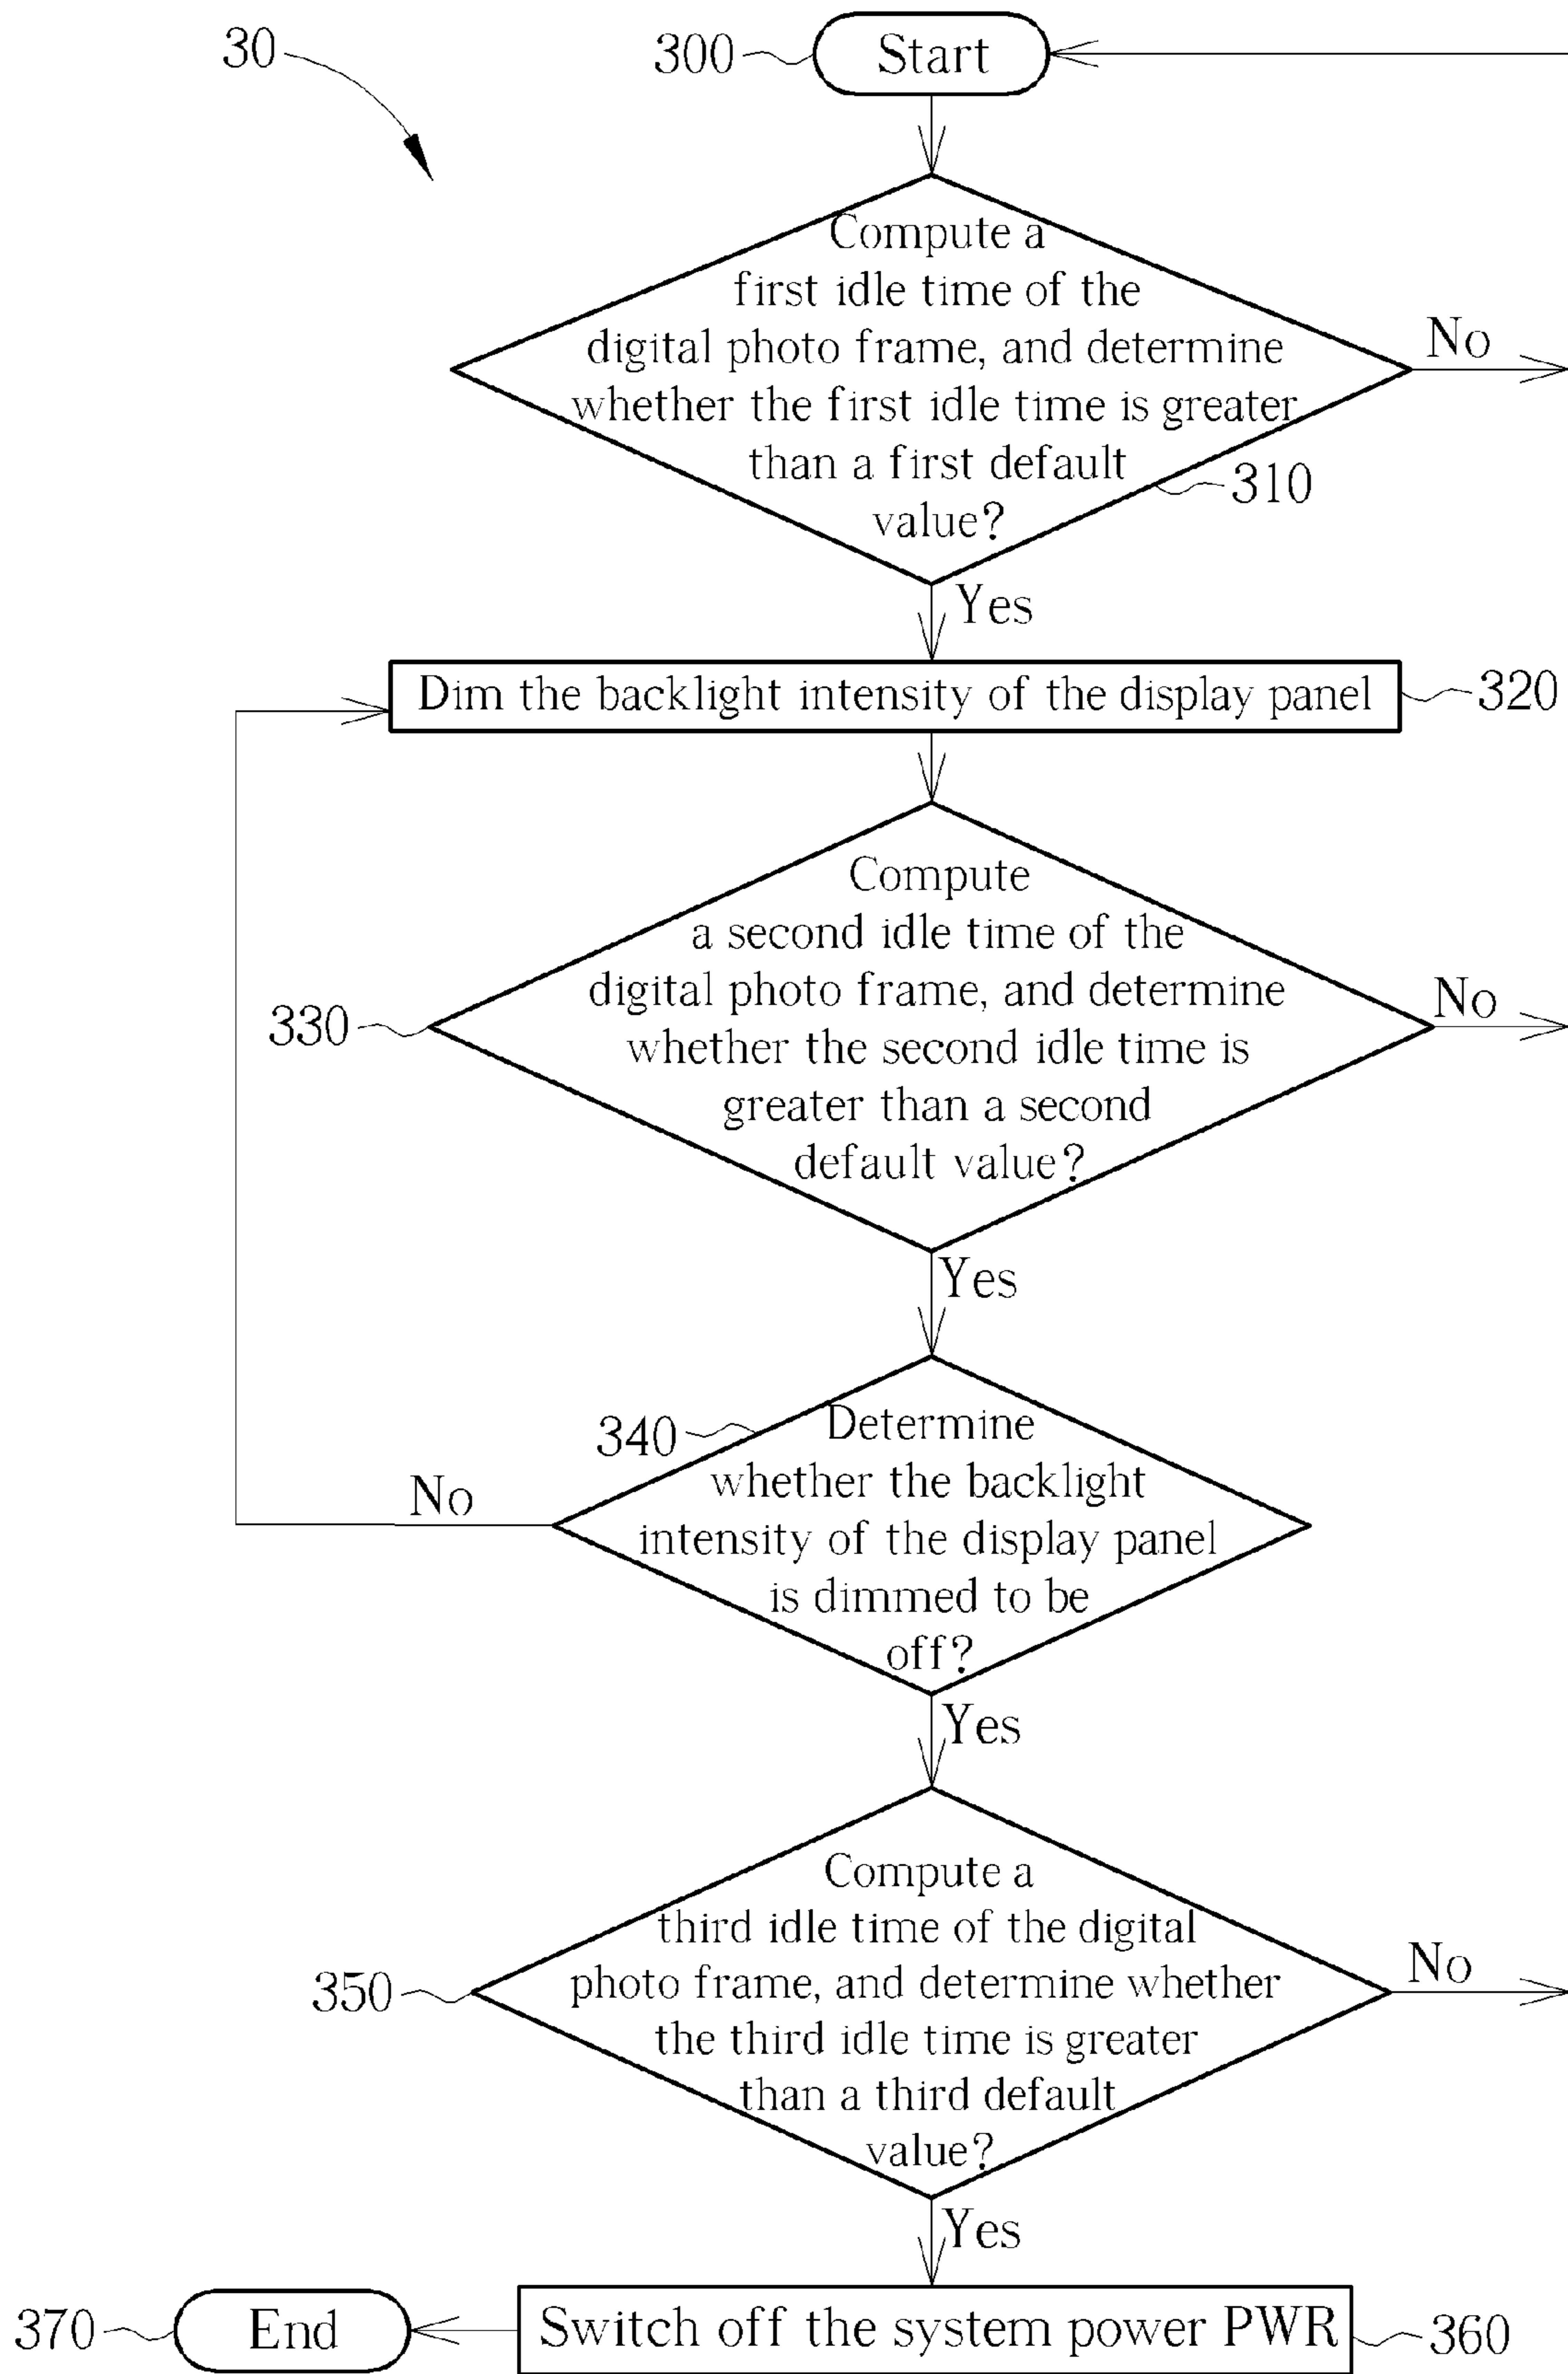 30
300
Start
Compute a
first idle time of the
digital photo frame, and determine
whether the first idle time is greater
than a first default
value?
No
310
Yes
Dim the backlight intensity of the display panel
320
Compute
a second idle time of the
digital photo frame, and determine
whether the second idle time is
greater than a second
default value?
330
No
Yes
340
Determine
whether the backlight
intensity of the display panel
is dimmed to be
off?
No
Yes
Compute a
third idle time of the digital
photo frame, and determine whether
the third idle time is greater
than a third default
value?
350
No
Yes
370
End
Switch off the system power PWR
360